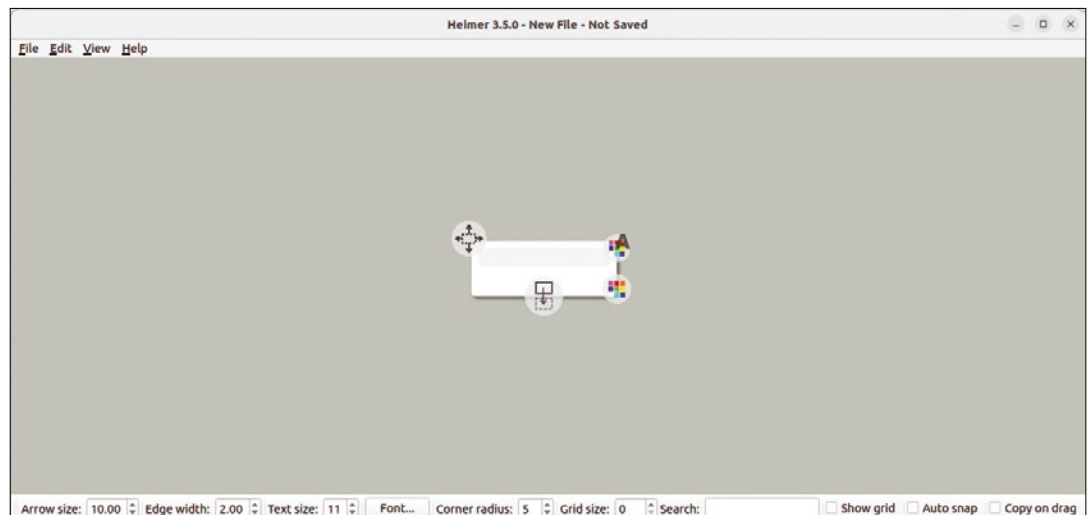 Heimer 3.5.0 - New File - Not Saved
File Edit View Help
A
Arrow size: 10.00 Edge width: 2.00 Text size: 11 Font... Corner radius: 5 Grid size: 0 Search: Show grid Auto snap Copy on drag